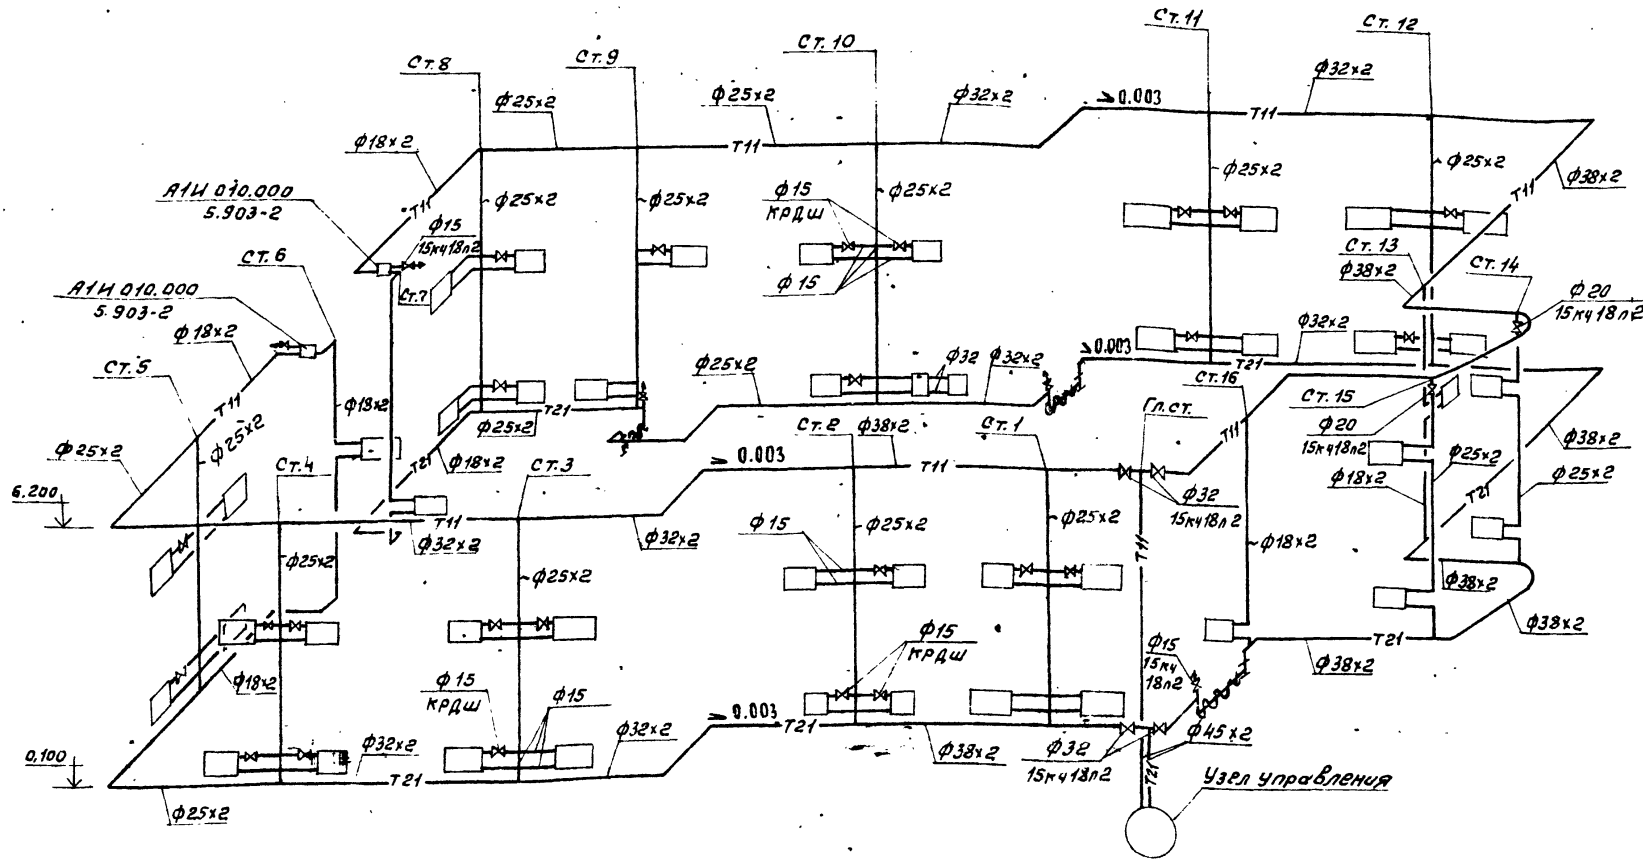 Ст. 11
Ст. 12
Ст. 10
Ст. 9
Ст. 8
ф32х2
ф25х2
ф25х2
ф32х2
0.003
Т11
Т11
ф18х2
А1И 010.000
5.903-2
Т11
ф15
15кч18п2
ф25х2
ф25х2
ф15
КРДШ
ф25х2
ф25х2
ф25х2
Т11
ф38х2
Ст. 6
Ст. 7
ф15
Ст. 13
ф38х2
Ст. 14
ф20
15кч18п2
А1И 010.000
5.903-2
ф18х2
Ст. 5
Т11
ф25х2
ф18х2
ф25х2
ф32
ф32х2
0.003
ф32х2
Т21
Ст. 16
Ст. 15
ф20
15кч18п2
Т21
ф25х2
Т21
ф18х2
Ст. 2
ф38х2
Ст. 1
Гл. ст.
Т11
ф38х2
ф25х2
Ст. 4
Ст. 3
0.003
Т11
ф32
15кч18п2
ф18х2
ф25х2
Т21
ф25х2
6.200
Т11
ф32х2
ф32х2
ф15
ф25х2
ф25х2
Т11
ф18х2
ф25х2
ф25х2
ф38х2
ф38х2
ф18х2
ф15
КРДШ
ф15
15кч
18п2
Т21
ф38х2
ф15
КРДШ
ф15
0.003
Т21
0.100
ф32х2
Т21
ф32х2
ф38х2
ф32
15кч18п2
ф45х2
Т21
ф25х2
Узел управления